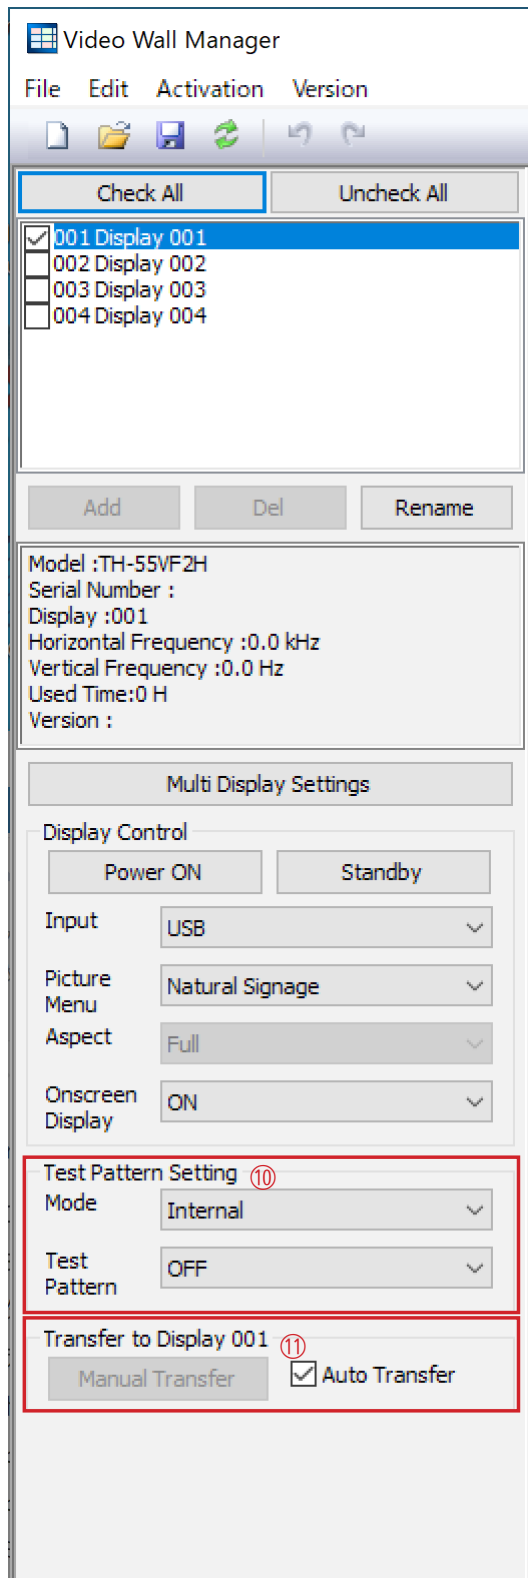 Video Wall Manager
File Edit Activation Version
Check All Uncheck All
001 Display 001
002 Display 002
003 Display 003
004 Display 004
Add Del Rename
Model :TH-55VF2H
Serial Number :
Display :001
Horizontal Frequency :0.0 kHz
Vertical Frequency :0.0 Hz
Used Time:0 H
Version :
Multi Display Settings
Display Control
Power ON Standby
Input USB
Picture Menu Natural Signage
Aspect Full
Onscreen Display ON
Test Pattern Setting ⑩
Mode Internal
Test Pattern OFF
Transfer to Display 001 ⑪
Manual Transfer Auto Transfer